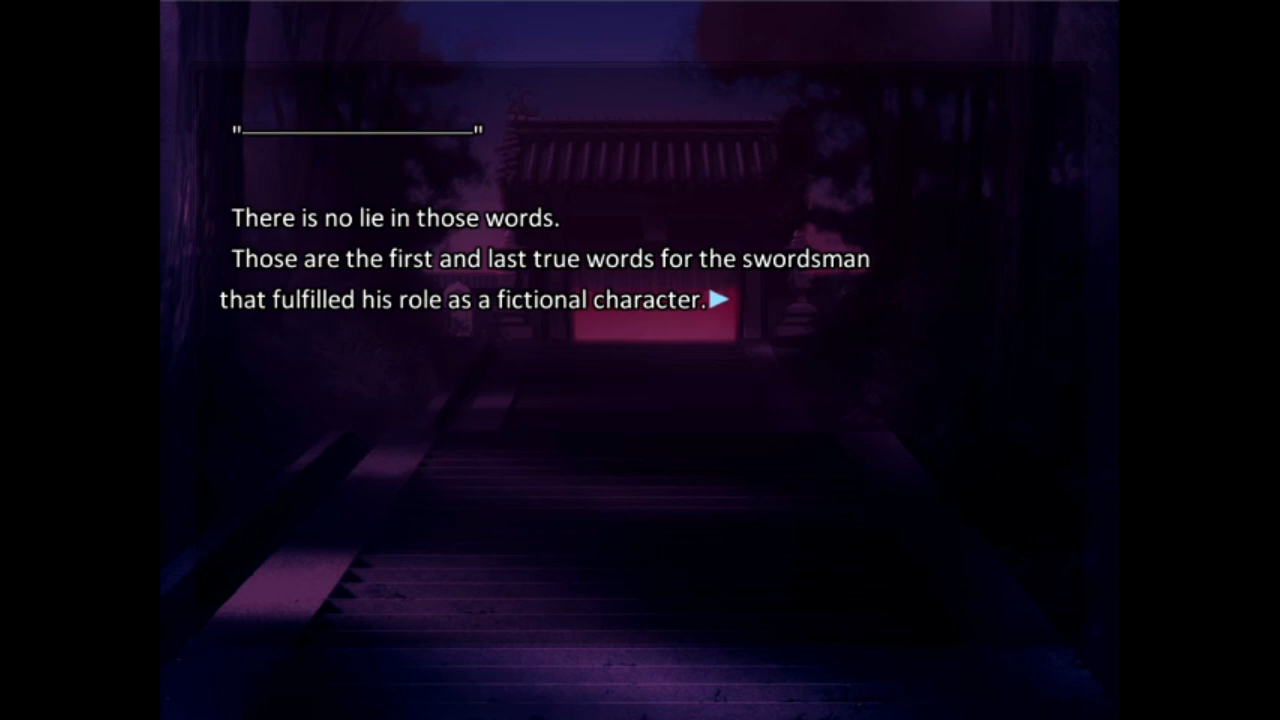 "――――――――――"
There is no lie in those words.
Those are the first and last true words for the swordsman
that fulfilled his role as a fictional character.